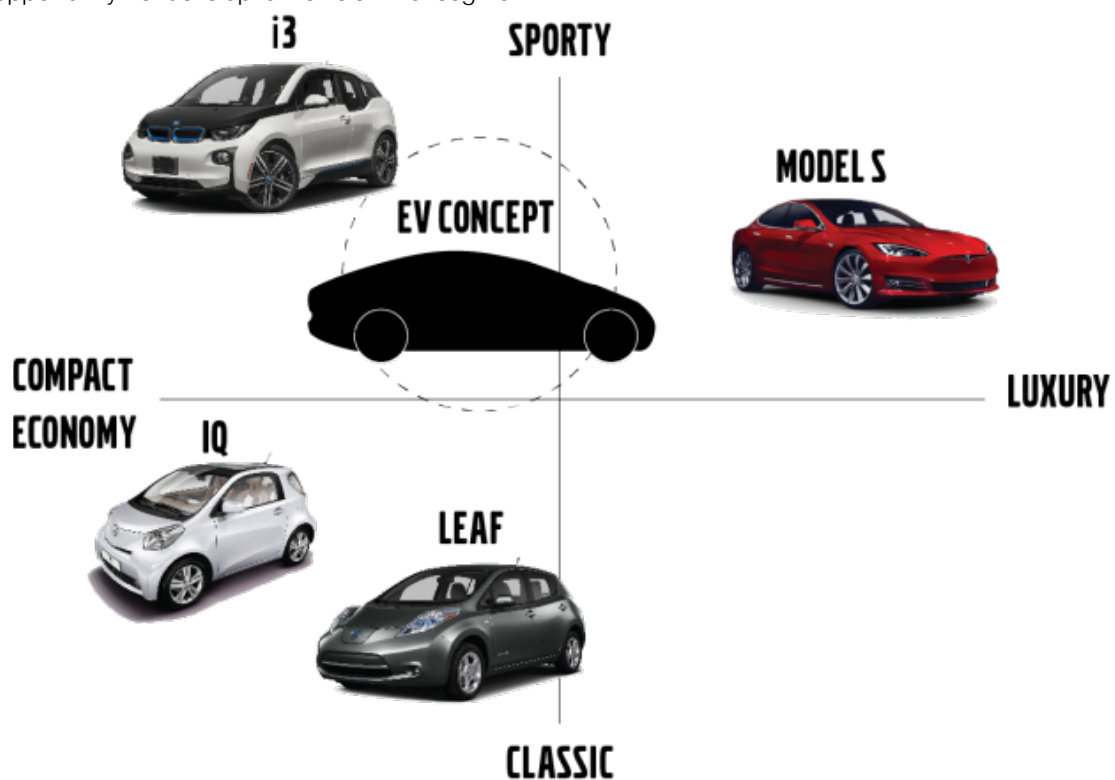 i3
SPORTY
MODEL S
EV CONCEPT
COMPACT
ECONOMY
LUXURY
IQ
LEAF
CLASSIC